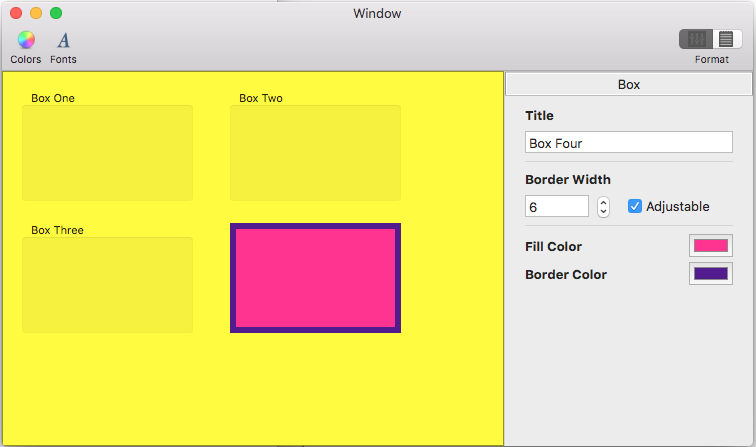 Window
Colors
Fonts
Format
Box One
Box Two
Box Three
Box
Title
Box Four
Border Width
6
Adjustable
Fill Color
Border Color